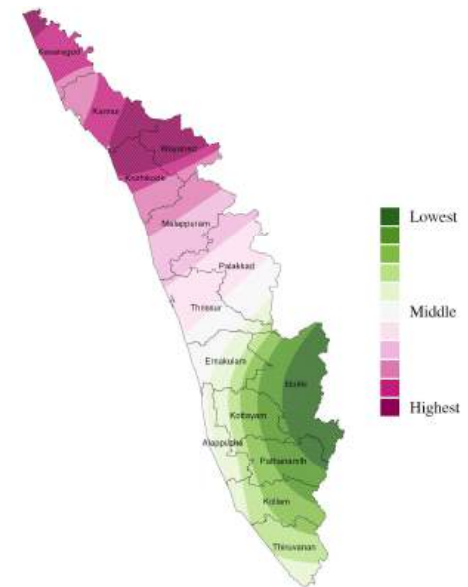 Kasaragod
Kannur
Wayanad
Kozhikode
Malappuram
Palakkad
Thrissur
Ernakulam
Idukki
Kottayam
Alappuzha
Pathanamth
Kollam
Thiruvanan
Lowest
Middle
Highest